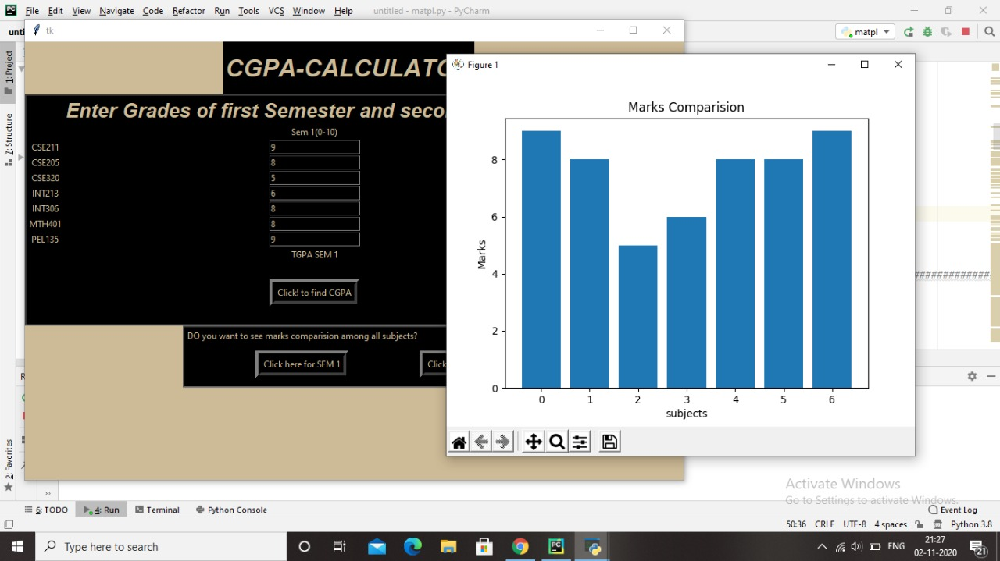 File Edit View Navigate Code Refactor Run Tools VCS Window Help untitled - matpl.py - PyCharm
unti
matpl
tk
CGPA-CALCULATO
Enter Grades of first Semester and seco
Sem 1(0-10)
CSE211 9
CSE205 8
CSE320 5
INT213 6
INT306 8
MTH401 8
PEL135 9
TGPA SEM 1
Click! to find CGPA
DO you want to see marks comparision among all subjects?
Click here for SEM 1
Click
Figure 1
Marks Comparision
8
6
4
2
0
Marks
0 1 2 3 4 5 6
subjects
#############
1: Project
7: Structure
2: Favorites
R
Activate Windows
Go to Settings to activate Windows.
6: TODO 4: Run Terminal Python Console Event Log
50:36 CRLF UTF-8 4 spaces Python 3.8
Type here to search
ENG
21:27
02-11-2020
21